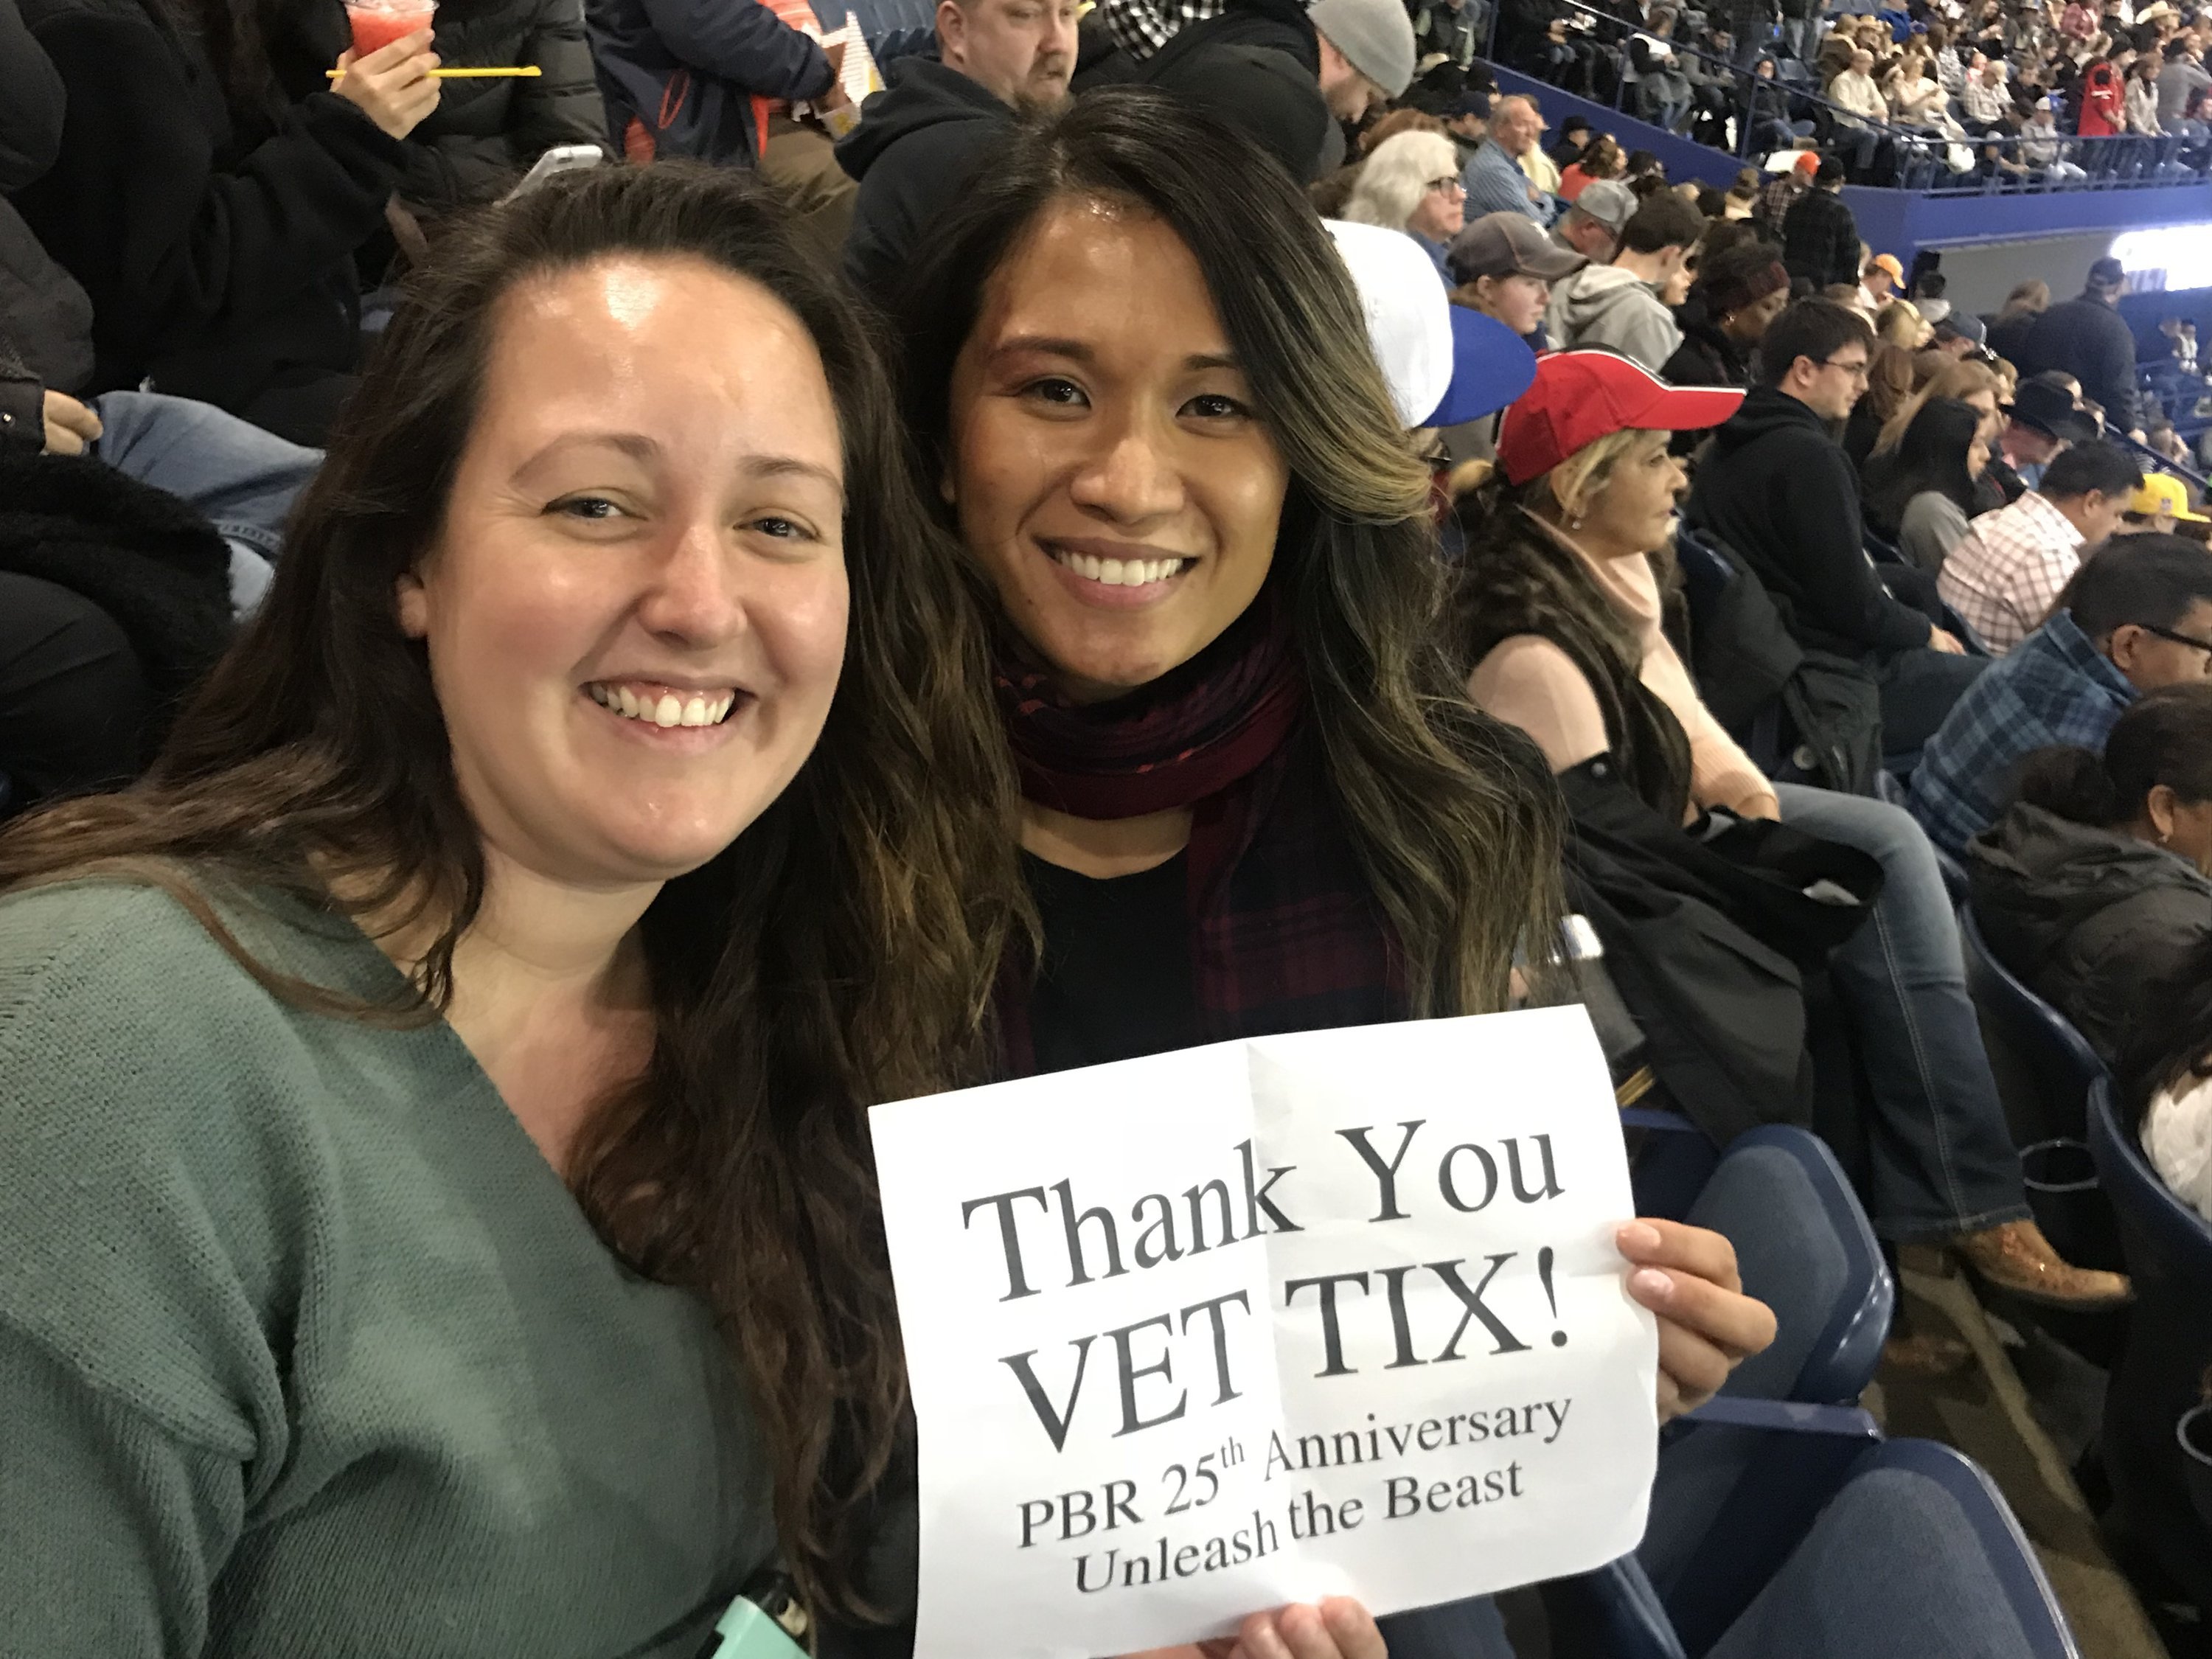 Thank You
VET TIX!
PBR 25th Anniversary
Unleash the Beast